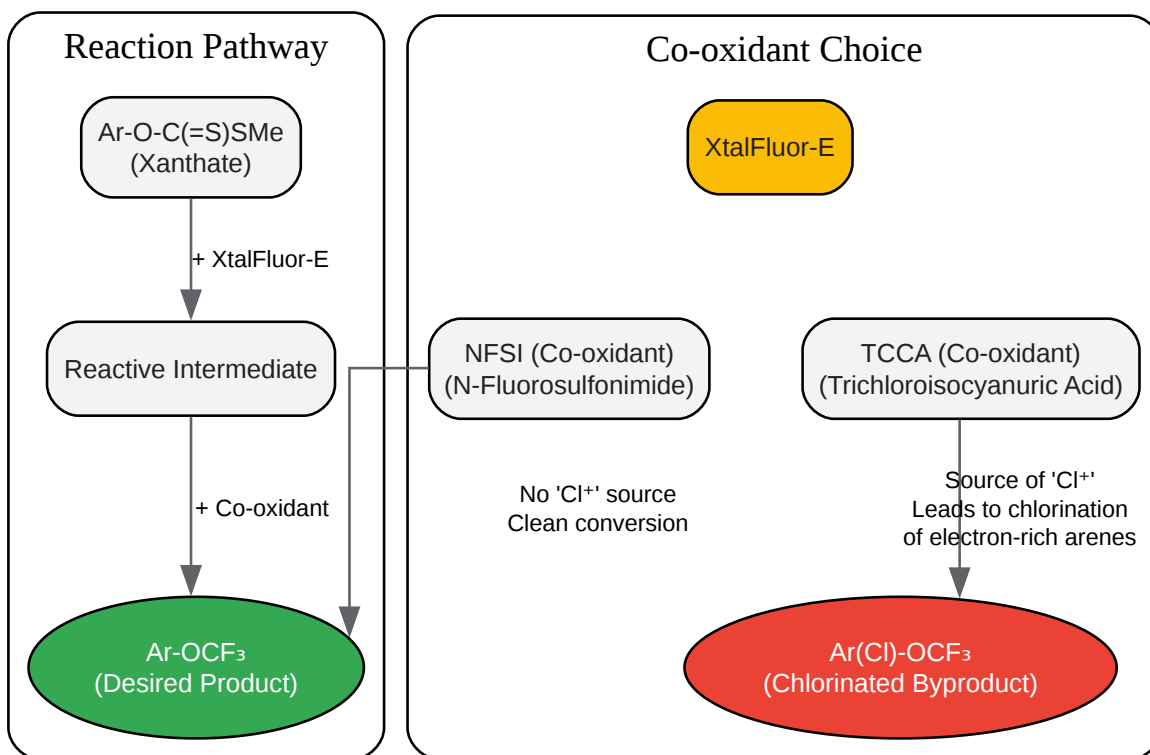 Reaction Pathway
Ar-O-C(=S)SMe
(Xanthate)
+ XtalFluor-E
Reactive Intermediate
+ Co-oxidant
Ar-OCF₃
(Desired Product)
Co-oxidant Choice
XtalFluor-E
NFSI (Co-oxidant)
(N-Fluorosulfonimide)
No 'Cl⁺' source
Clean conversion
TCCA (Co-oxidant)
(Trichloroisocyanuric Acid)
Source of 'Cl⁺'
Leads to chlorination
of electron-rich arenes
Ar(Cl)-OCF₃
(Chlorinated Byproduct)